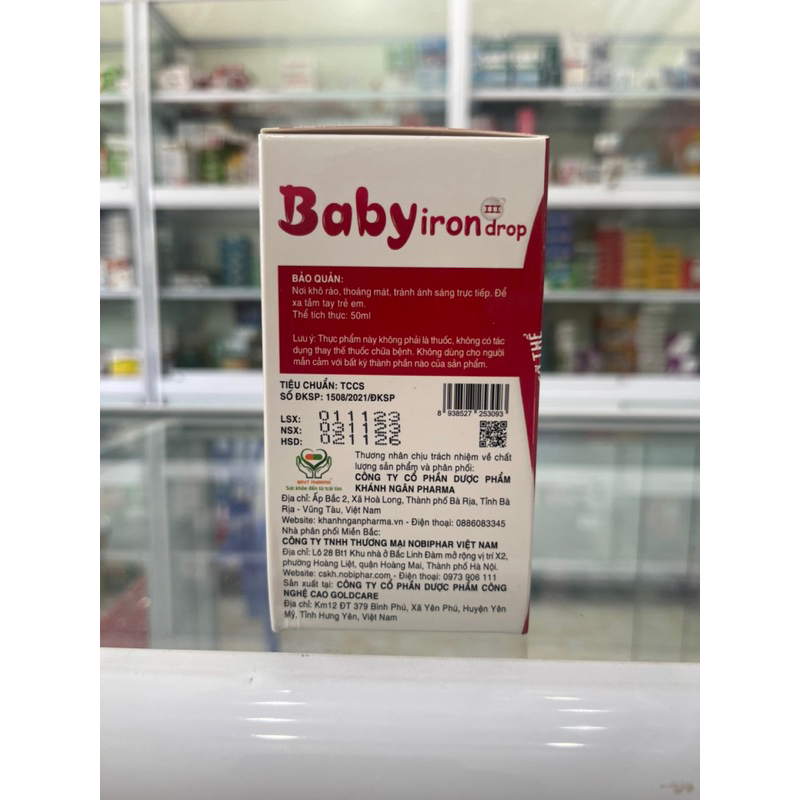 Baby iron III drop
BẢO QUẢN:
Nơi khô ráo, thoáng mát, tránh ánh sáng trực tiếp. Để
xa tầm tay trẻ em.
Thể tích thực: 50ml
Lưu ý: Thực phẩm này không phải là thuốc, không có tác
dụng thay thế thuốc chữa bệnh. Không dùng cho người
mẫn cảm với bất kỳ thành phần nào của sản phẩm.
TIÊU CHUẨN: TCCS
SỐ ĐKSP: 1508/2021/ĐKSP
8 938527 253093
LSX: 011123
NSX: 031123
HSD: 021126
BRVT PHARMA
Sức khỏe đến từ trái tim
Thương nhân chịu trách nhiệm về chất
lượng sản phẩm và phân phối:
CÔNG TY CỔ PHẦN DƯỢC PHẨM
KHÁNH NGÂN PHARMA
Địa chỉ: Ấp Bắc 2, Xã Hoà Long, Thành phố Bà Rịa, Tỉnh Bà
Rịa - Vũng Tàu, Việt Nam
Website: khanhnganpharma.vn - Điện thoại: 0886083345
Nhà phân phối Miền Bắc:
CÔNG TY TNHH THƯƠNG MẠI NOBIPHAR VIỆT NAM
Địa chỉ: Lô 28 Btt1 Khu nhà ở Bắc Linh Đàm mở rộng vị trí X2,
phường Hoàng Liệt, quận Hoàng Mai, Thành phố Hà Nội.
Website: cskh.nobiphar.com - Điện thoại: 0973 906 111
Sản xuất tại: CÔNG TY CỔ PHẦN DƯỢC PHẨM CÔNG
NGHỆ CAO GOLDCARE
Địa chỉ: Km12 ĐT 379 Bình Phú, Xã Yên Phú, Huyện Yên
Mỹ, Tỉnh Hưng Yên, Việt Nam